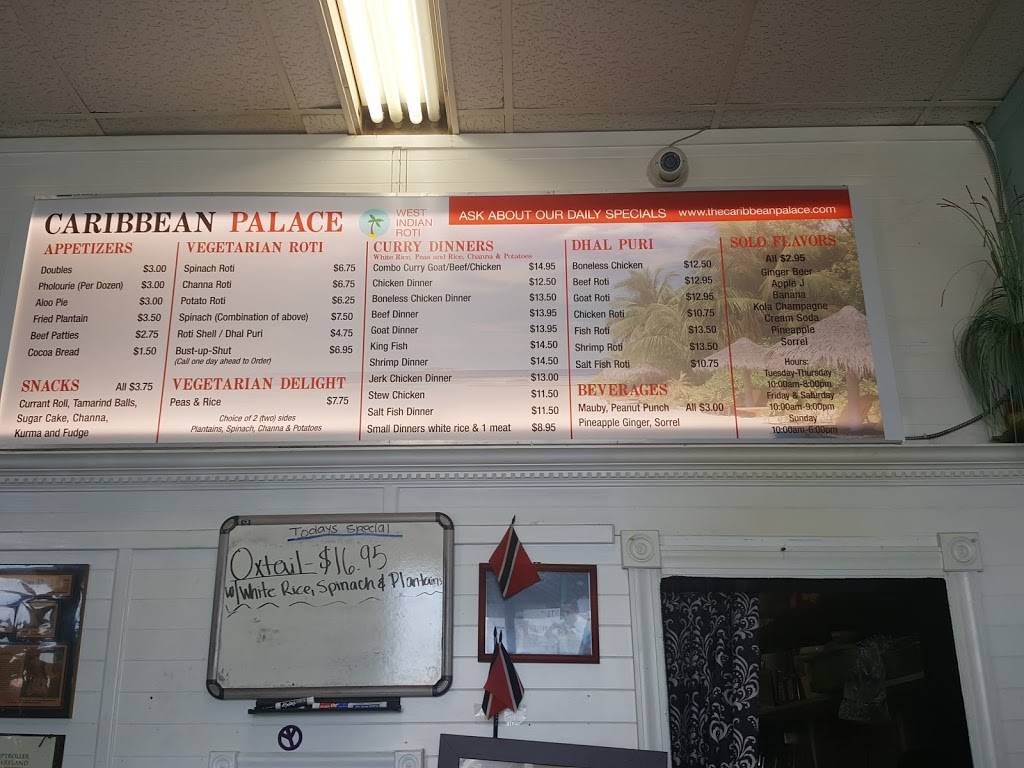 CARIBBEAN PALACE
WEST
INDIAN
ROTI
ASK ABOUT OUR DAILY SPECIALS www.thecaribbeanpalace.com
APPETIZERS
Doubles $3.00
Pholourie (Per Dozen) $3.00
Aloo Pie $3.00
Fried Plantain $3.50
Beef Patties $2.75
Cocoa Bread $1.50
SNACKS All $3.75
Currant Roll, Tamarind Balls,
Sugar Cake, Channa,
Kurma and Fudge
VEGETARIAN ROTI
Spinach Roti $6.75
Channa Roti $6.75
Potato Roti $6.25
Spinach (Combination of above) $7.50
Roti Shell / Dhal Puri $4.75
Bust-up-Shut $6.95
(Call one day ahead to Order)
VEGETARIAN DELIGHT
Peas & Rice $7.75
Choice of 2 (two) sides
Plantains, Spinach, Channa & Potatoes
CURRY DINNERS
White Rice, Peas and Rice, Channa & Potatoes
Combo Curry Goat/Beef/Chicken $14.95
Chicken Dinner $12.50
Boneless Chicken Dinner $13.50
Beef Dinner $13.95
Goat Dinner $13.95
King Fish $14.50
Shrimp Dinner $14.50
Jerk Chicken Dinner $13.00
Stew Chicken $11.50
Salt Fish Dinner $11.50
Small Dinners white rice & 1 meat $8.95
DHAL PURI
Boneless Chicken $12.50
Beef Roti $12.95
Goat Roti $12.95
Chicken Roti $10.75
Fish Roti $13.50
Shrimp Roti $13.50
Salt Fish Roti $10.75
BEVERAGES
Mauby, Peanut Punch All $3.00
Pineapple Ginger, Sorrel
SOLO FLAVORS
All $2.95
Ginger Beer
Apple J
Banana
Kola Champagne
Cream Soda
Pineapple
Sorrel
Hours:
Tuesday-Thursday
10:00am-8:00pm
Friday & Saturday
10:00am-9:00pm
Sunday
10:00am-6:00pm
Todays Special
Oxtail - $16.95
w/ White Rice, Spinach & Plantains